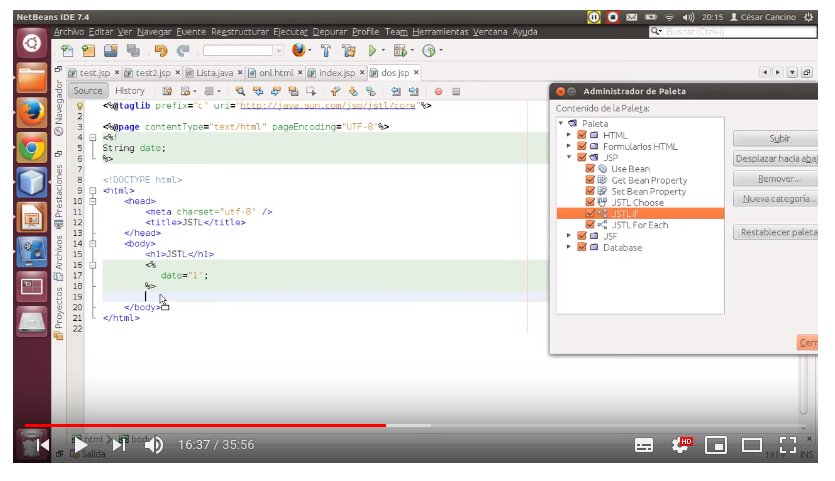 NetBeans IDE 7.4
20:15 César Cancino
Archivo Editar Ver Navegar Fuente Reestructurar Ejecutar Depurar Profile Team Herramientas Ventana Ayuda
Buscar (Ctrl+I)
test.jsp × test2.jsp × Lista.java × onl.html × index.jsp × dos.jsp ×
Source History
Navegador
Prestaciones
Archivos
Proyectos
1 <%@taglib prefix="c" uri="http://java.sun.com/jsp/jstl/core"%>
2
3 <%@page contentType="text/html" pageEncoding="UTF-8"%>
4 <%!
5 String dato;
6 %>
7
8 <!DOCTYPE html>
9 <html>
10 <head>
11 <meta charset="utf-8" />
12 <title>JSTL</title>
13 </head>
14 <body>
15 <h1>JSTL</h1>
16 <%
17 dato="1";
18 %>
19
20 </body>
21 </html>
22
Administrador de Paleta
Contenido de la Paleta:
Paleta
HTML
Formularios HTML
JSP
Use Bean
Get Bean Property
Set Bean Property
JSTL Choose
JSTL if
JSTL For Each
JSF
Database
Subir
Desplazar hacia abaj
Remover...
Nueva categoría...
Restablecer paleta
Cerr
html body
Salida
16:37 / 35:56
HD
INS